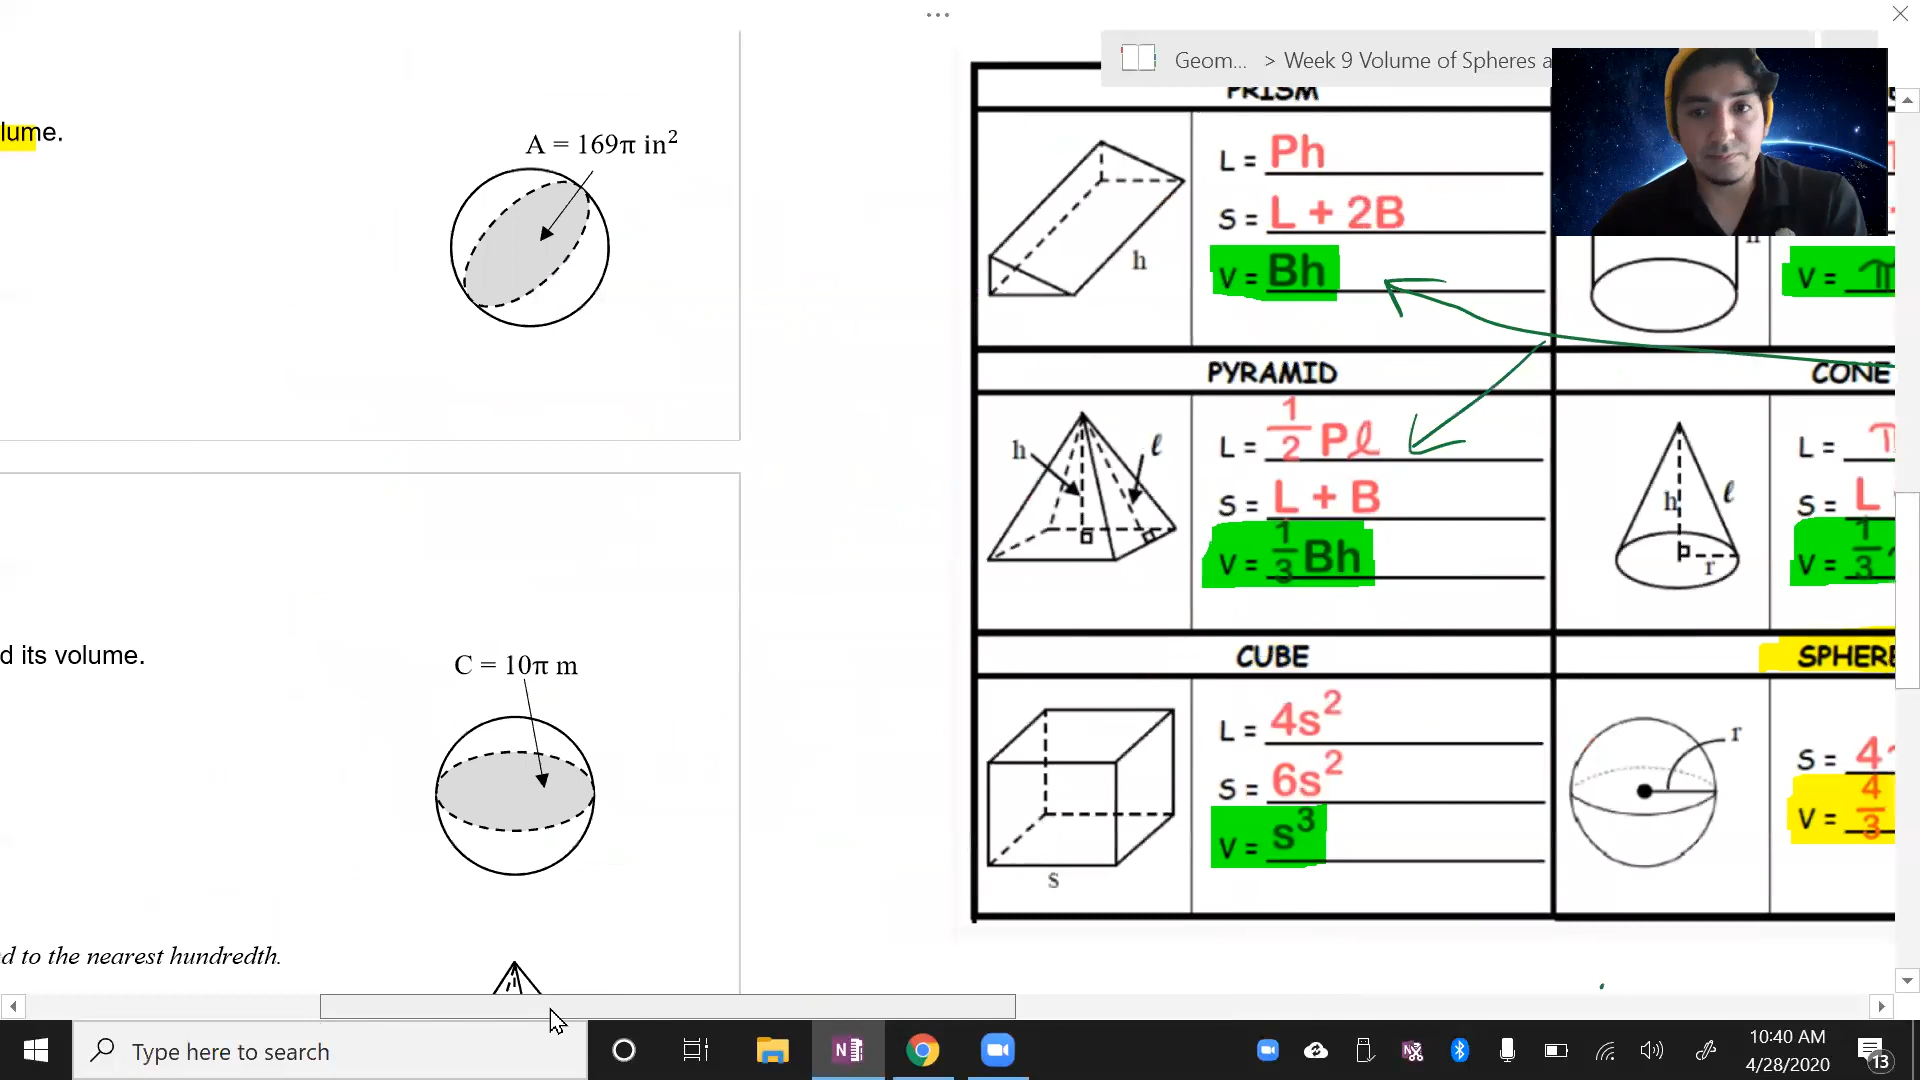 Geom... > Week 9 Volume of Spheres a
lume.
A = 169π in²
d its volume.
C = 10π m
d to the nearest hundredth.
PRISM
h
L = Ph
S = L + 2B
V = Bh
h
V = π
PYRAMID
h
ℓ
L = 1/2 Pℓ
S = L + B
V = 1/3 Bh
CONE
h
ℓ
r
L = π
S = L
V = 1/3
CUBE
s
L = 4s²
S = 6s²
V = s³
SPHERE
r
S = 4
V = 4/3
Type here to search
N
10:40 AM
4/28/2020
13